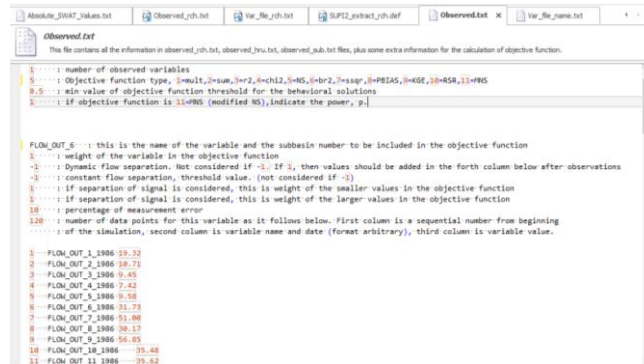 Absolute_SWAT_Values.txt Observed_rch.txt Var_file_rch.txt SUFI2_extract_rch.def Observed.txt Var_file_name.txt
Observed.txt
This file contains all the information in observed_rch.txt, observed_hru.txt, observed_sub.txt files, plus some extra information for the calculation of objective function.
1 : number of observed variables
5 : Objective function type, 1=mult,2=sum,3=r2,4=chi2,5=NS,6=br2,7=ssqr,8=PBIAS,9=KGE,10=RSR,11=MNS
0.5 : min value of objective function threshold for the behavioral solutions
1 : if objective function is 11=MNS (modified NS),indicate the power, p.
FLOW_OUT_6 : this is the name of the variable and the subbasin number to be included in the objective function
1 : weight of the variable in the objective function
-1 : Dynamic flow separation. Not considered if -1. If 1, then values should be added in the forth column below after observations
-1 : constant flow separation, threshold value. (not considered if -1)
1 : if separation of signal is considered, this is weight of the smaller values in the objective function
1 : if separation of signal is considered, this is weight of the larger values in the objective function
10 : percentage of measurement error
120 : number of data points for this variable as it follows below. First column is a sequential number from beginning
: of the simulation, second column is variable name and date (format arbitrary), third column is variable value.
1 FLOW_OUT_1_1986 19.32
2 FLOW_OUT_2_1986 10.71
3 FLOW_OUT_3_1986 9.45
4 FLOW_OUT_4_1986 7.42
5 FLOW_OUT_5_1986 9.58
6 FLOW_OUT_6_1986 31.73
7 FLOW_OUT_7_1986 51.00
8 FLOW_OUT_8_1986 30.17
9 FLOW_OUT_9_1986 56.85
10 FLOW_OUT_10_1986 35.48
11 FLOW_OUT_11_1986 35.62